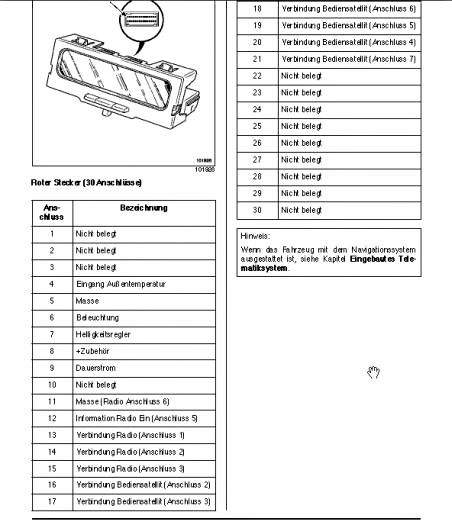 101926
101926
Roter Stecker (30 Anschlüsse)
Ans-
chluss
Bezeichnung
1 Nicht belegt
2 Nicht belegt
3 Nicht belegt
4 Eingang Außentemperatur
5 Masse
6 Beleuchtung
7 Helligkeitsregler
8 +Zubehör
9 Dauerstrom
10 Nicht belegt
11 Masse (Radio Anschluss 6)
12 Information Radio Ein (Anschluss 5)
13 Verbindung Radio (Anschluss 1)
14 Verbindung Radio (Anschluss 2)
15 Verbindung Radio (Anschluss 3)
16 Verbindung Bediensatellit (Anschluss 2)
17 Verbindung Bediensatellit (Anschluss 3)
18 Verbindung Bediensatellit (Anschluss 6)
19 Verbindung Bediensatellit (Anschluss 5)
20 Verbindung Bediensatellit (Anschluss 4)
21 Verbindung Bediensatellit (Anschluss 7)
22 Nicht belegt
23 Nicht belegt
24 Nicht belegt
25 Nicht belegt
26 Nicht belegt
27 Nicht belegt
28 Nicht belegt
29 Nicht belegt
30 Nicht belegt
Hinweis:
Wenn das Fahrzeug mit dem Navigationssystem
ausgestattet ist, siehe Kapitel Eingebautes Tele-
matiksystem.